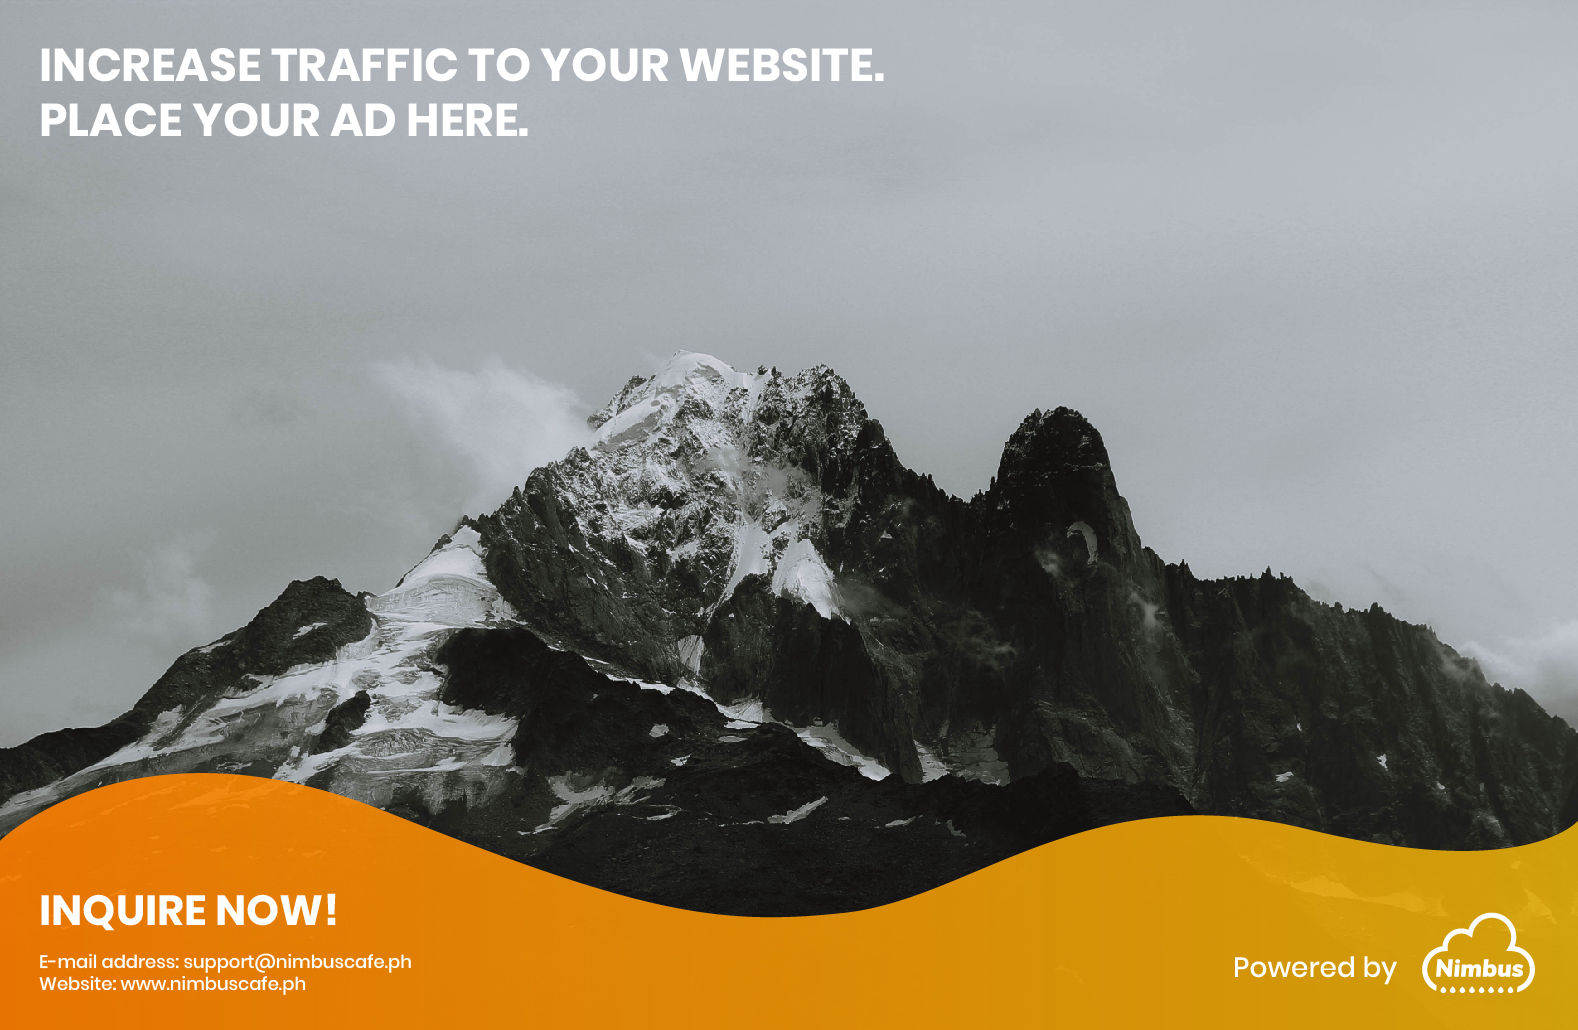 INCREASE TRAFFIC TO YOUR WEBSITE.
PLACE YOUR AD HERE.
INQUIRE NOW!
E-mail address: support@nimbuscafe.ph
Website: www.nimbuscafe.ph
Powered by
Nimbus